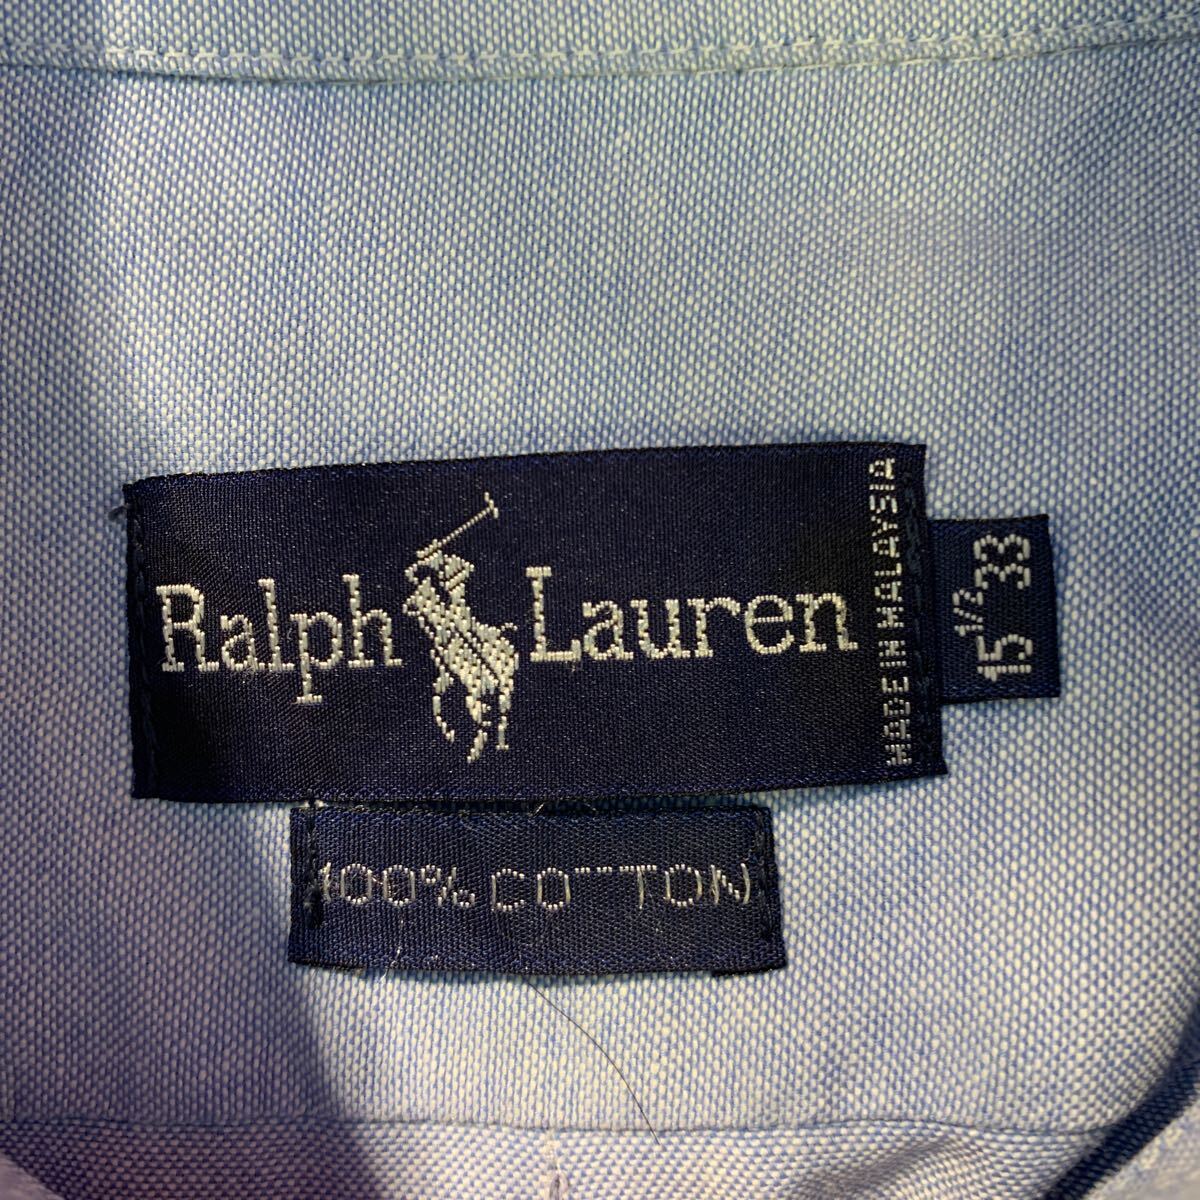 Ralph Lauren
MADE IN MALAYSIA
15 1/2 33
100% COTTON